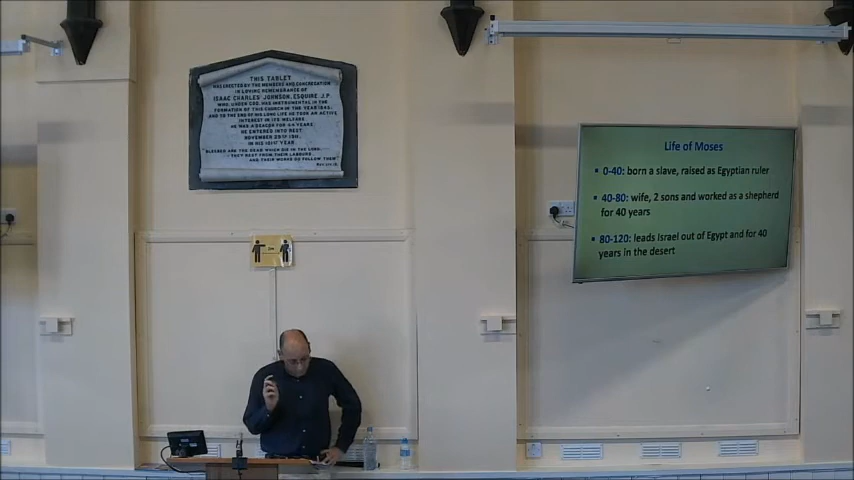 THIS TABLET
WAS ERECTED BY THE MEMBERS AND CONGREGATION
IN LOVING REMEMBRANCE OF
ISAAC CHARLES JOHNSON, ESQUIRE J.P.
WHO, UNDER GOD, WAS INSTRUMENTAL IN THE
FORMATION OF THIS CHURCH IN THE YEAR
AND TO THE END OF HIS LONG LIFE HE TOOK AN ACTIVE
INTEREST IN ITS WELFARE
HE WAS A DEACON FOR YEARS
HE ENTERED INTO REST
NOVEMBER 1911,
IN HIS YEAR
BLESSED ARE THE DEAD WHICH DIE IN THE LORD
THEY REST FROM THEIR LABOURS,
AND THEIR WORKS DO FOLLOW THEM
Life of Moses
• 0-40: born a slave, raised as Egyptian ruler
• 40-80: wife, 2 sons and worked as a shepherd
for 40 years
• 80-120: leads Israel out of Egypt and for 40
years in the desert